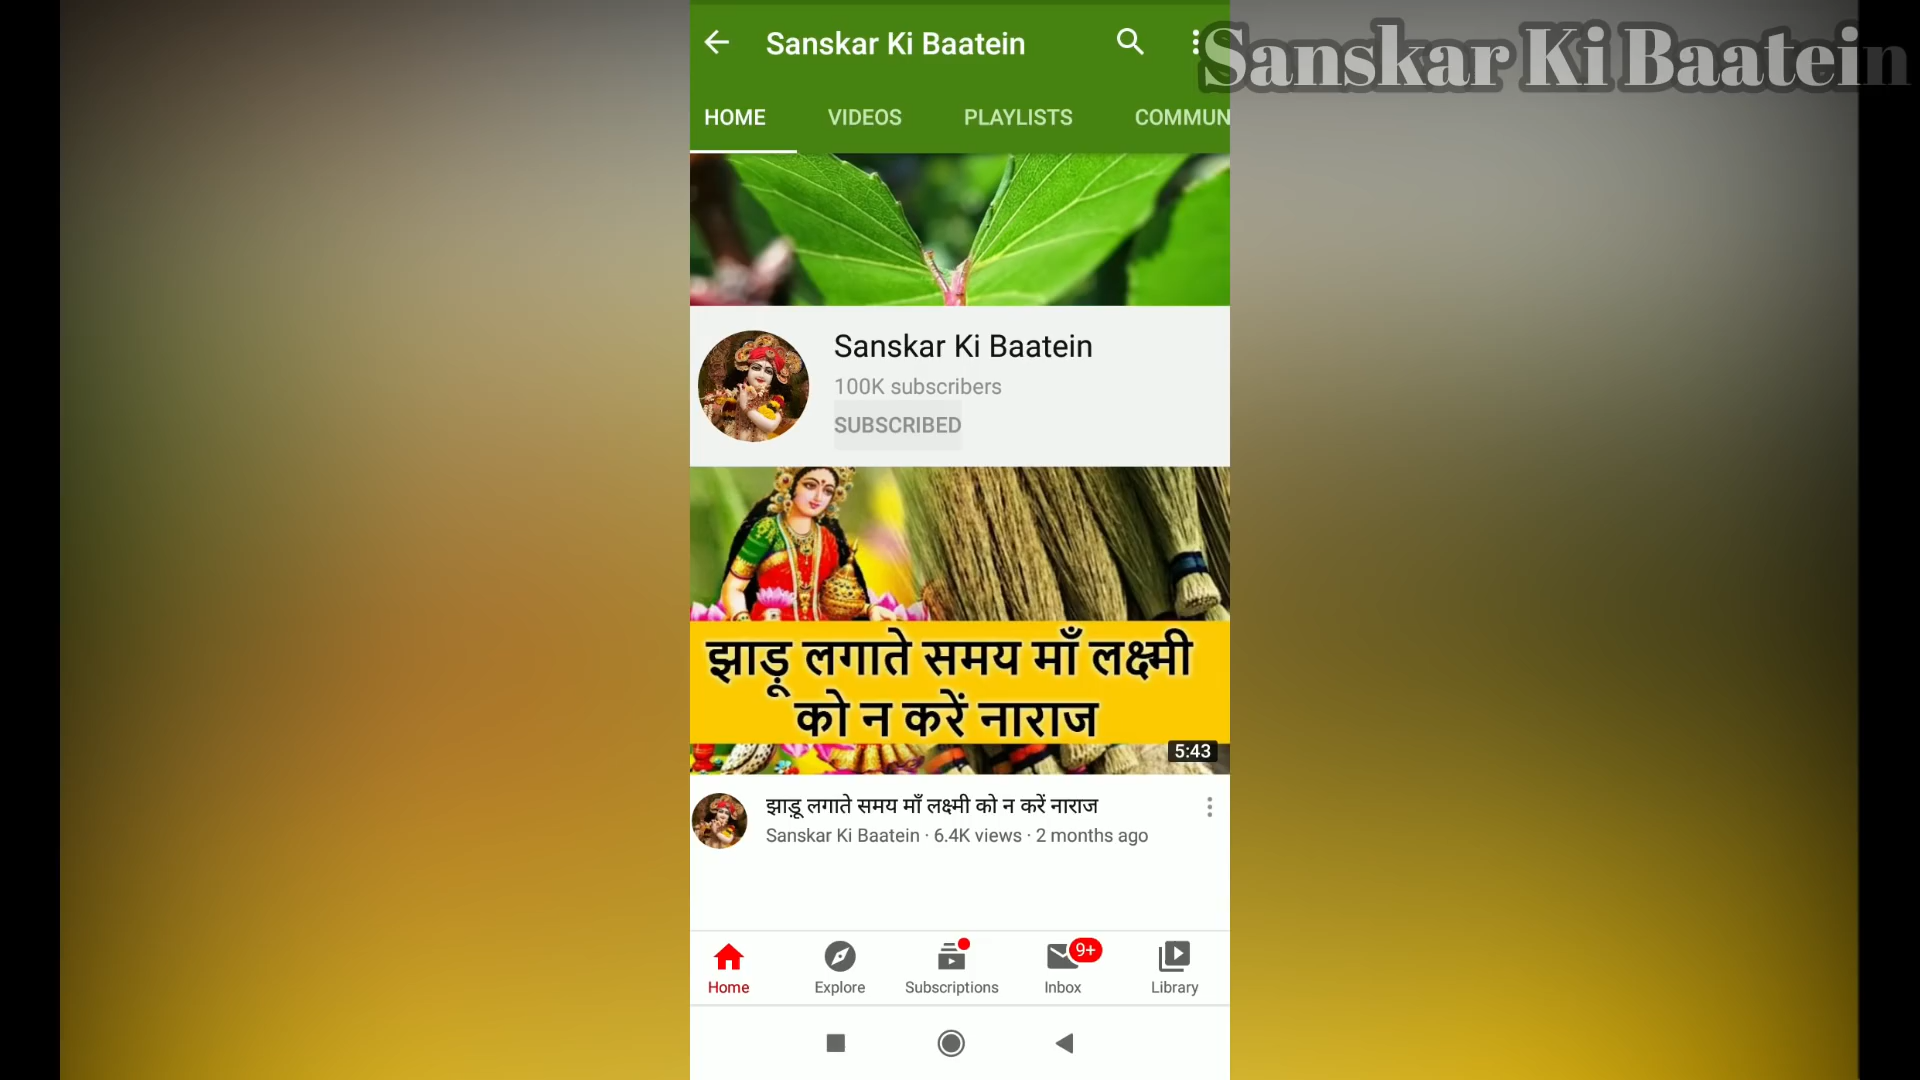 Sanskar Ki Baatein
Sanskar Ki Baatein
HOME VIDEOS PLAYLISTS COMMUN
Sanskar Ki Baatein
100K subscribers
SUBSCRIBED
झाड़ू लगाते समय माँ लक्ष्मी
को न करें नाराज
5:43
झाड़ू लगाते समय माँ लक्ष्मी को न करें नाराज
Sanskar Ki Baatein · 6.4K views · 2 months ago
9+
Home Explore Subscriptions Inbox Library